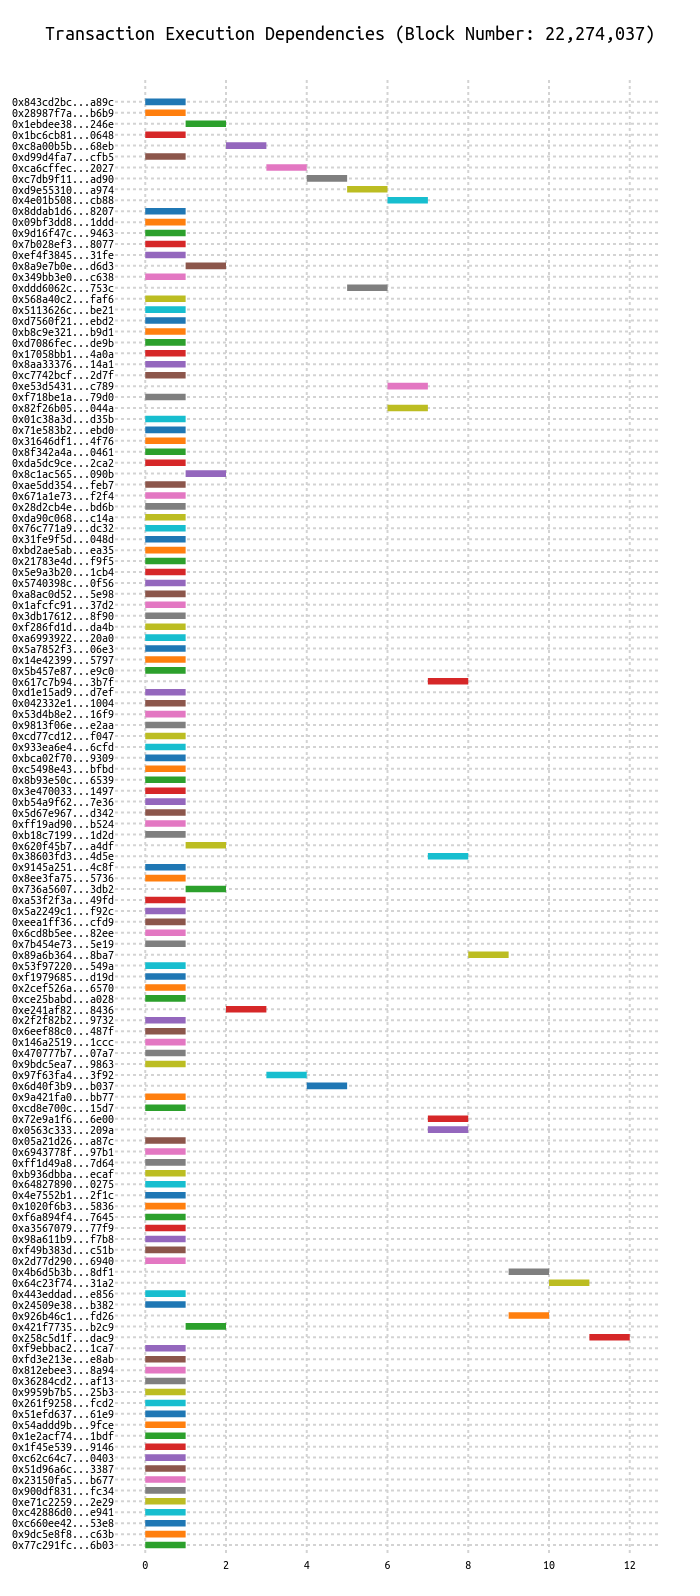 Transaction Execution Dependencies (Block Number: 22,274,037)
0x843cd2bc...a89c
0x28987f7a...b6b9
0x1ebdee38...246e
0x1bc6cb81...0648
0xc8a00b5b...68eb
0xd99d4fa7...cfb5
0xca6cffec...2027
0xc7db9f11...ad90
0xd9e55310...a974
0x4e01b508...cb88
0x8ddab1d6...8207
0x09bf3dd8...1ddd
0x9d16f47c...9463
0x7b028ef3...8077
0xef4f3845...31fe
0x8a9e7b0e...d6d3
0x349bb3e0...c638
0xddd6062c...753c
0x568a40c2...faf6
0x5113626c...be21
0xd7560f21...ebd2
0xb8c9e321...b9d1
0xd7086fec...de9b
0x17058bb1...4a0a
0x8aa33376...14a1
0xc7742bcf...2d7f
0xe53d5431...c789
0xf718be1a...79d0
0x82f26b05...044a
0x01c38a3d...d35b
0x71e583b2...ebd0
0x31646df1...4f76
0x8f342a4a...0461
0xda5dc9ce...2ca2
0x8c1ac565...090b
0xae5dd354...feb7
0x671a1e73...f2f4
0x28d2cb4e...bd6b
0xda90c068...c14a
0x76c771a9...dc32
0x31fe9f5d...048d
0xbd2ae5ab...ea35
0x21783e4d...f9f5
0x5e9a3b20...1cb4
0x5740398c...0f56
0xa8ac0d52...5e98
0x1afcfc91...37d2
0x3db17612...8f90
0xf286fd1d...da4b
0xa6993922...20a0
0x5a7852f3...06e3
0x14e42399...5797
0x5b457e87...e9c0
0x617c7b94...3b7f
0xd1e15ad9...d7ef
0x042332e1...1004
0x53d4b8e2...16f9
0x9813f06e...e2aa
0xcd77cd12...f047
0x933ea6e4...6cfd
0xbca02f70...9309
0xc5498e43...bfbd
0x8b93e50c...6539
0x3e470033...1497
0xb54a9f62...7e36
0x5d67e967...d342
0xff19ad90...b524
0xb18c7199...1d2d
0x620f45b7...a4df
0x38603fd3...4d5e
0x9145a251...4c8f
0x8ee3fa75...5736
0x736a5607...3db2
0xa53f2f3a...49fd
0x5a2249c1...f92c
0xeea1ff36...cfd9
0x6cd8b5ee...82ee
0x7b454e73...5e19
0x89a6b364...8ba7
0x53f97220...549a
0xf1979685...d19d
0x2cef526a...6570
0xce25babd...a028
0xe241af82...8436
0x2f2f82b2...9732
0x6eef88c0...487f
0x146a2519...1ccc
0x470777b7...07a7
0x9bdc5ea7...9863
0x97f63fa4...3f92
0x6d40f3b9...b037
0x9a421fa0...bb77
0xcd8e700c...15d7
0x72e9a1f6...6e00
0x0563c333...209a
0x05a21d26...a87c
0x6943778f...97b1
0xff1d49a8...7d64
0xb936dbba...ecaf
0x64827890...0275
0x4e7552b1...2f1c
0x1020f6b3...5836
0xf6a894f4...7645
0xa3567079...77f9
0x98a611b9...f7b8
0xf49b383d...c51b
0x2d77d290...6940
0x4b6d5b3b...8df1
0x64c23f74...31a2
0x443eddad...e856
0x24509e38...b382
0x926b46c1...fd26
0x421f7735...b2c9
0x258c5d1f...dac9
0xf9ebbac2...1ca7
0xfd3e213e...e8ab
0x812ebee3...8a94
0x36284cd2...af13
0x9959b7b5...25b3
0x261f9258...fcd2
0x51efd637...61e9
0x54addd9b...9fce
0x1e2acf74...1bdf
0x1f45e539...9146
0xc62c64c7...0403
0x51d96a6c...3387
0x23150fa5...b677
0x900df831...fc34
0xe71c2259...2e29
0xc42886d0...e941
0xc660ee42...53e8
0x9dc5e8f8...c63b
0x77c291fc...6b03
0 2 4 6 8 10 12